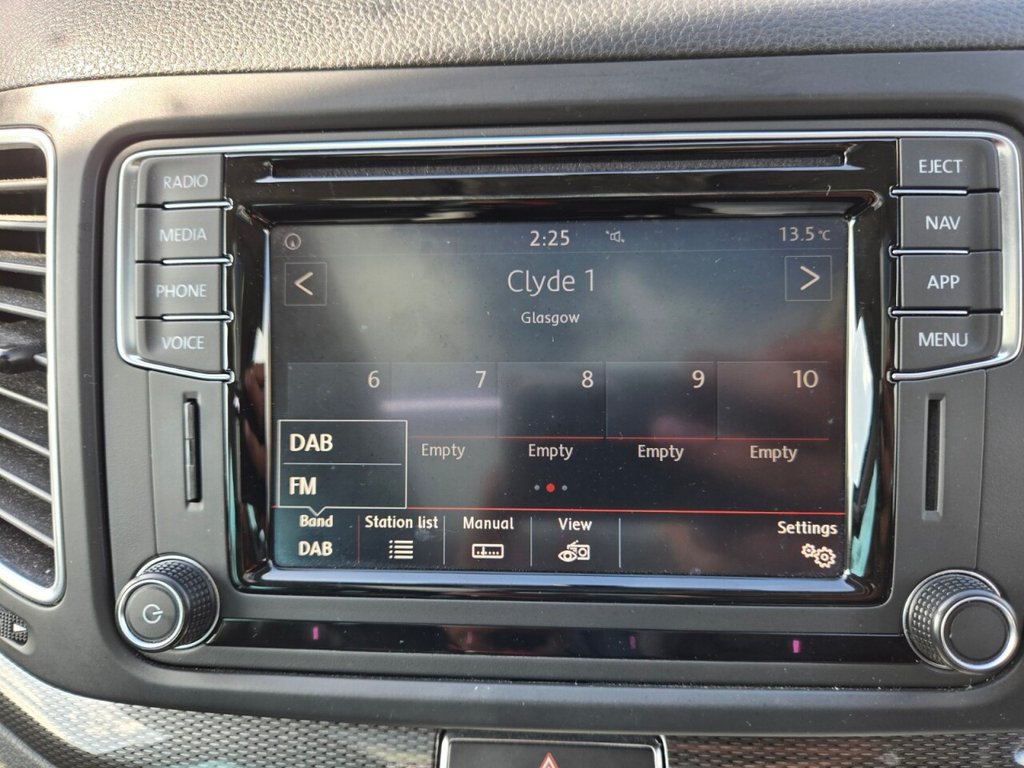 RADIO
MEDIA
PHONE
VOICE
EJECT
NAV
APP
MENU
2:25
13.5°C
<
Clyde 1
>
Glasgow
6 7 8 9 10
Empty Empty Empty Empty
DAB
FM
Band Station list Manual View Settings
DAB